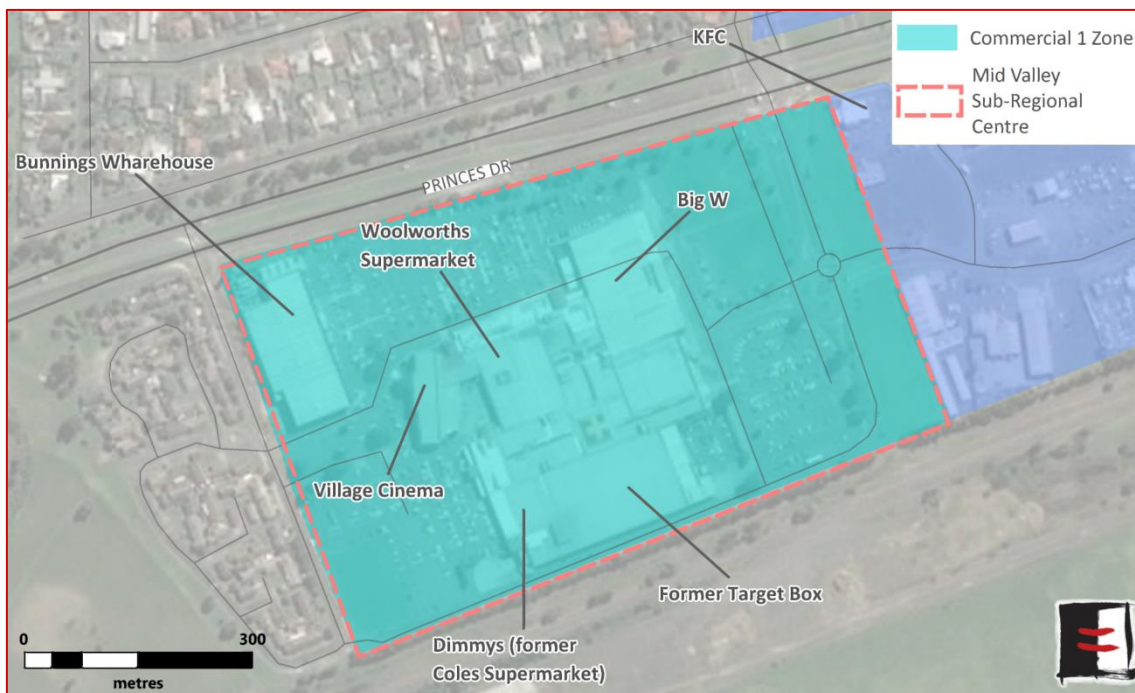 KFC
Commercial 1 Zone
Mid Valley
Sub-Regional
Centre
Bunnings Wharehouse
PRINCES DR
Big W
Woolworths
Supermarket
Village Cinema
Former Target Box
Dimmys (former
Coles Supermarket)
0 300
metres